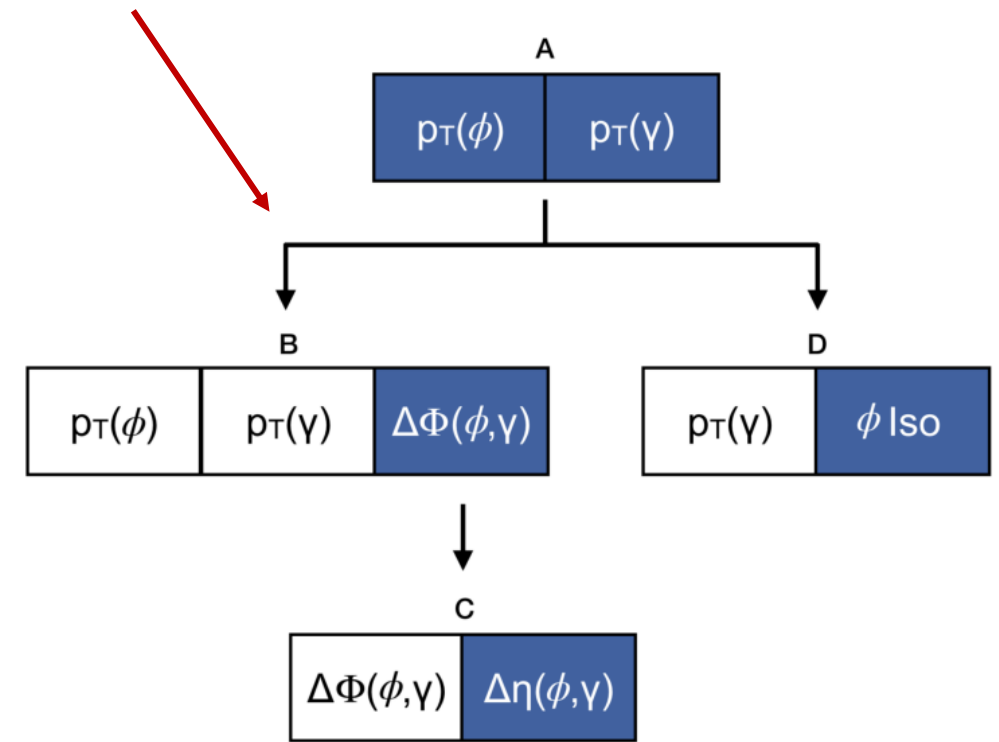 A
pT(ϕ) pT(γ)
B D
pT(ϕ) pT(γ) ΔΦ(ϕ,γ) pT(γ) ϕ Iso
C
ΔΦ(ϕ,γ) Δη(ϕ,γ)